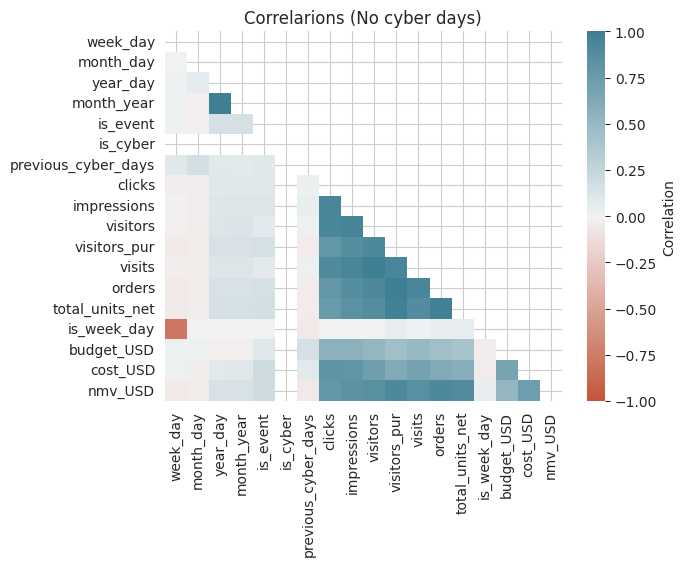 Correlarions (No cyber days)
week_day
month_day
year_day
month_year
is_event
is_cyber
previous_cyber_days
clicks
impressions
visitors
visitors_pur
visits
orders
total_units_net
is_week_day
budget_USD
cost_USD
nmv_USD
week_day
month_day
year_day
month_year
is_event
is_cyber
previous_cyber_days
clicks
impressions
visitors
visitors_pur
visits
orders
total_units_net
is_week_day
budget_USD
cost_USD
nmv_USD
1.00
0.75
0.50
0.25
0.00
−0.25
−0.50
−0.75
−1.00
Correlation